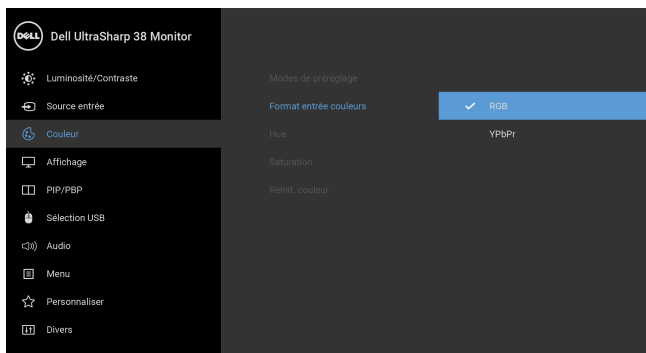 DELL Dell UltraSharp 38 Monitor
Luminosité/Contraste
Modes de préréglage
Source entrée
Format entrée couleurs
RGB
Couleur
Hue
YPbPr
Affichage
Saturation
PIP/PBP
Réinit. couleur
Sélection USB
Audio
Menu
Personnaliser
Divers